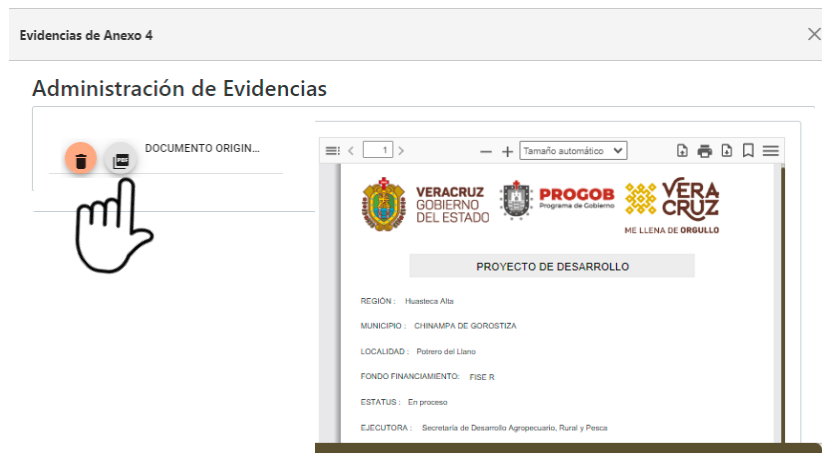 Evidencias de Anexo 4
Administración de Evidencias
PDF
DOCUMENTO ORIGIN...
1
Tamaño automático
VERACRUZ
GOBIERNO
DEL ESTADO
PROGOB
Programa de Gobierno
VERA
CRUZ
ME LLENA DE ORGULLO
PROYECTO DE DESARROLLO
REGIÓN : Huasteca Alta
MUNICIPIO : CHINAMPA DE GOROSTIZA
LOCALIDAD : Potrero del Llano
FONDO FINANCIAMIENTO: FISE R
ESTATUS : En proceso
EJECUTORA : Secretaría de Desarrollo Agropecuario, Rural y Pesca